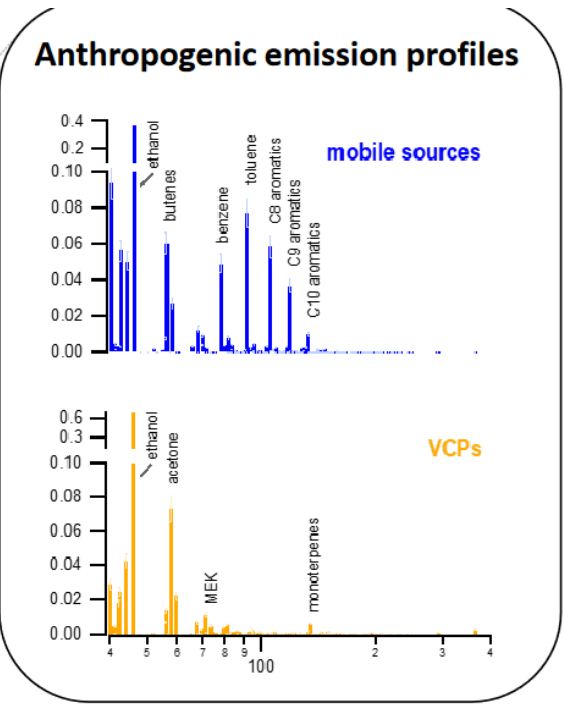 Anthropogenic emission profiles
mobile sources
0.4
0.2
0.10
0.08
0.06
0.04
0.02
0.00
ethanol
butenes
benzene
toluene
C8 aromatics
C9 aromatics
C10 aromatics
VCPs
0.6
0.3
0.10
0.08
0.06
0.04
0.02
0.00
ethanol
acetone
MEK
monoterpenes
4 5 6 7 8 9 2 3 4
100